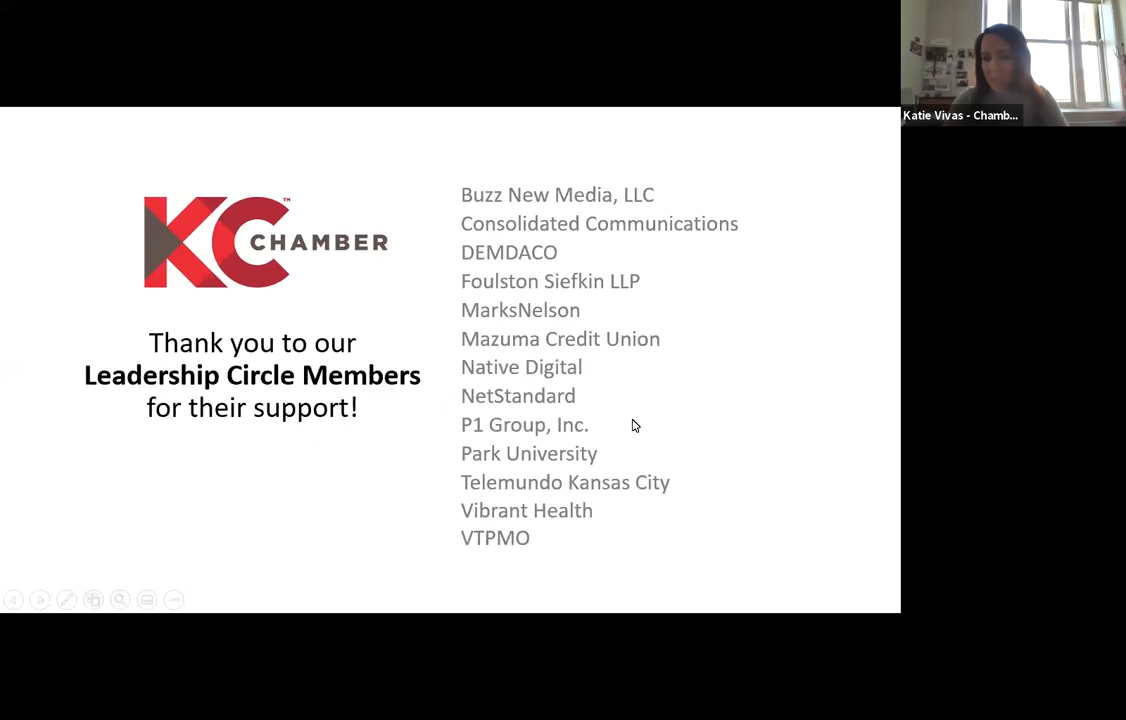 Katie Vivas - Chamb...
KC CHAMBER™
Thank you to our
Leadership Circle Members
for their support!
Buzz New Media, LLC
Consolidated Communications
DEMDACO
Foulston Siefkin LLP
MarksNelson
Mazuma Credit Union
Native Digital
NetStandard
P1 Group, Inc.
Park University
Telemundo Kansas City
Vibrant Health
VTPMO